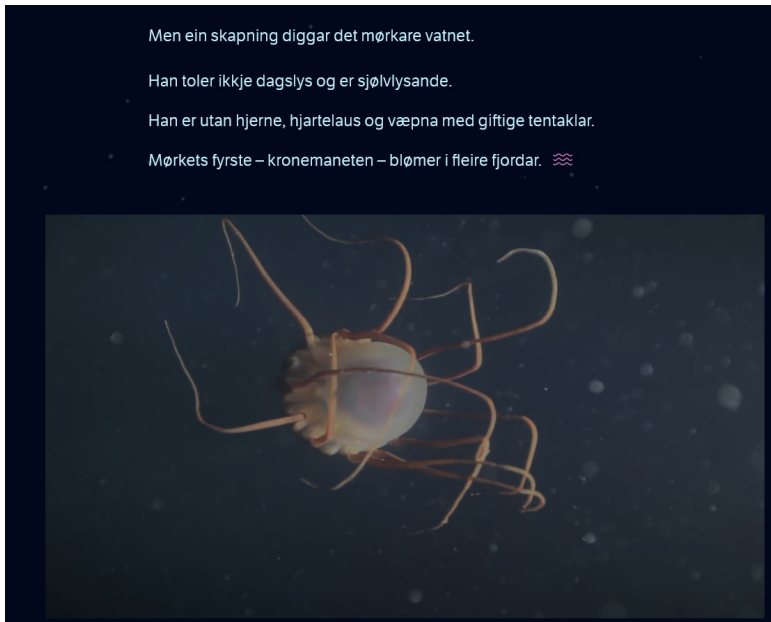 Men ein skapning diggar det mørkare vatnet.
Han toler ikkje dagslys og er sjølvlysande.
Han er utan hjerne, hjartelaus og væpna med giftige tentaklar.
Mørkets fyrste – kronemaneten – blømer i fleire fjordar.